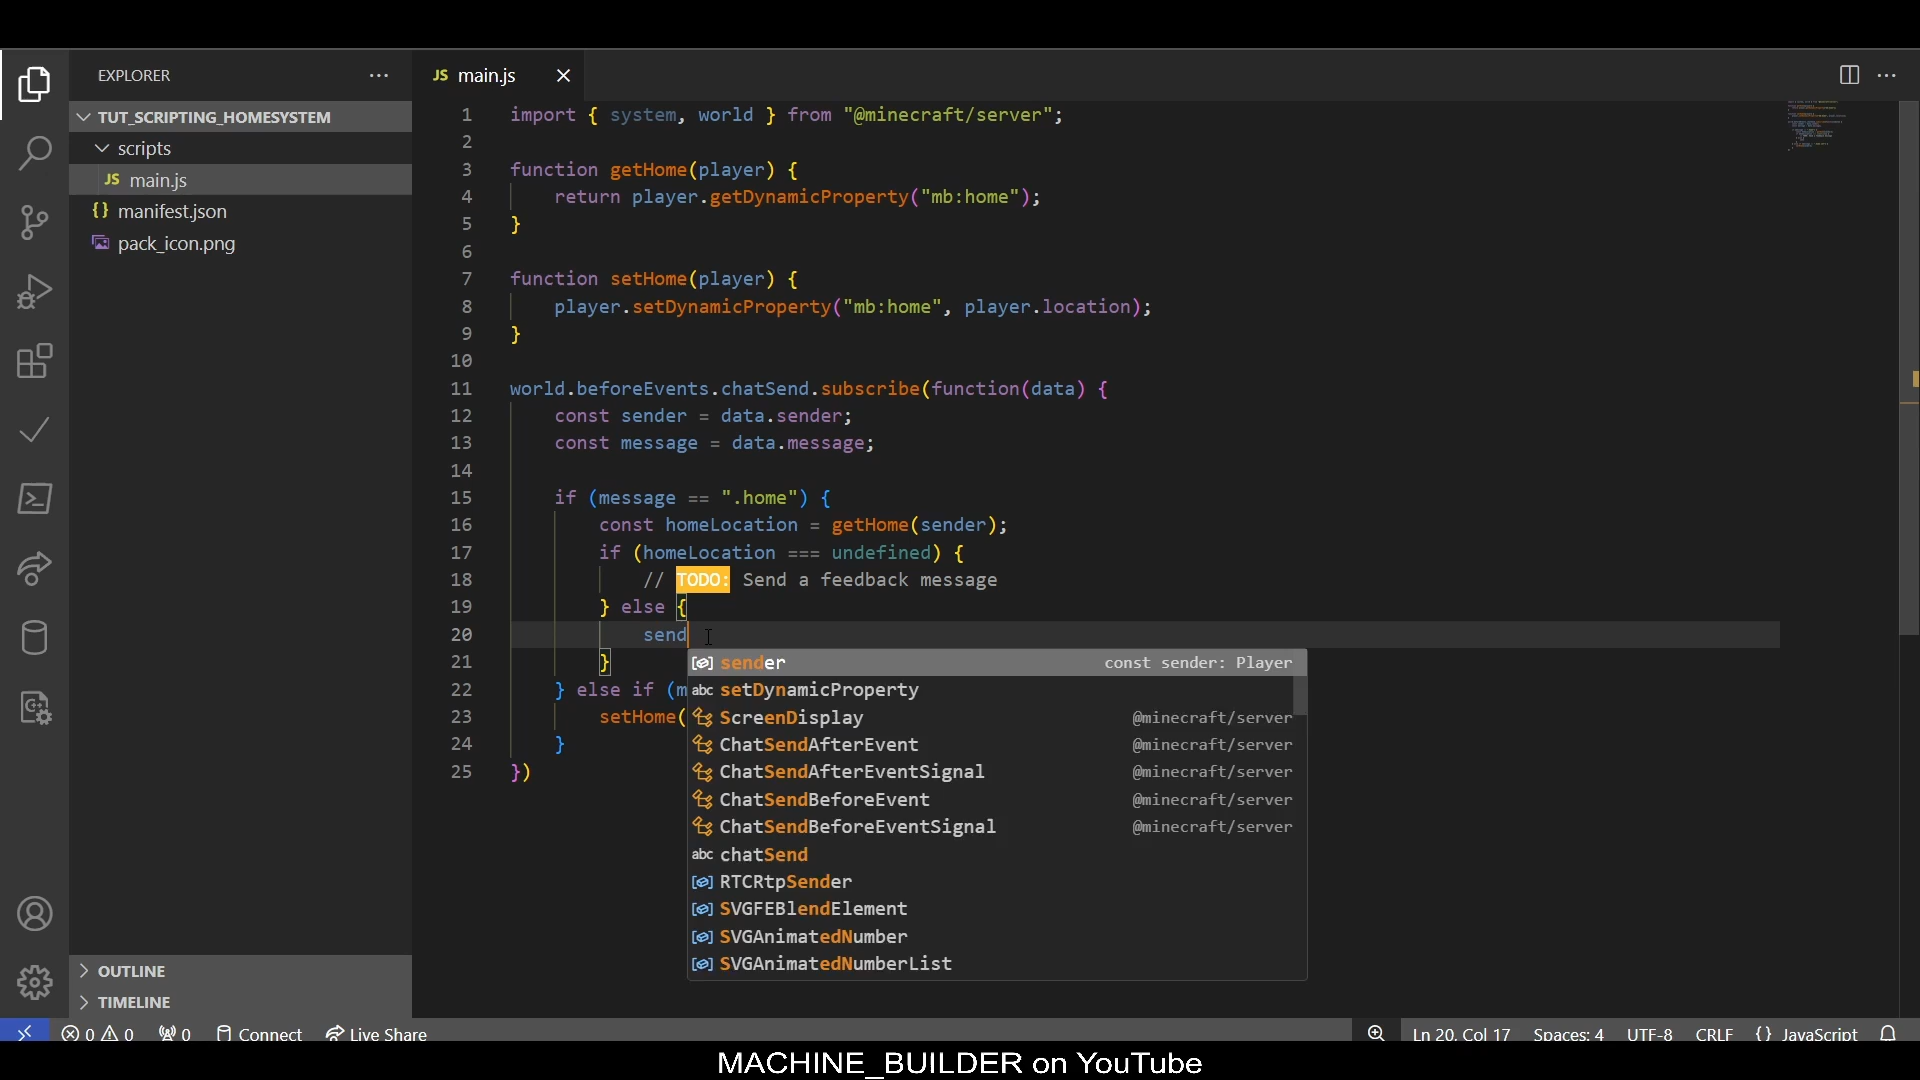 EXPLORER
TUT_SCRIPTING_HOMESYSTEM
scripts
JS main.js
{} manifest.json
pack_icon.png
OUTLINE
TIMELINE
JS main.js
1 import { system, world } from "@minecraft/server";
2
3 function getHome(player) {
4 return player.getDynamicProperty("mb:home");
5 }
6
7 function setHome(player) {
8 player.setDynamicProperty("mb:home", player.location);
9 }
10
11 world.beforeEvents.chatSend.subscribe(function(data) {
12 const sender = data.sender;
13 const message = data.message;
14
15 if (message == ".home") {
16 const homeLocation = getHome(sender);
17 if (homeLocation === undefined) {
18 // TODO: Send a feedback message
19 } else {
20 send
21 }
22 } else if (m
23 setHome(
24 }
25 })
sender const sender: Player
abc setDynamicProperty
ScreenDisplay @minecraft/server
ChatSendAfterEvent @minecraft/server
ChatSendAfterEventSignal @minecraft/server
ChatSendBeforeEvent @minecraft/server
ChatSendBeforeEventSignal @minecraft/server
abc chatSend
RTCRtpSender
SVGFEBlendElement
SVGAnimatedNumber
SVGAnimatedNumberList
0 0 0 Connect Live Share Ln 20, Col 17 Spaces: 4 UTF-8 CRLF {} JavaScript
MACHINE_BUILDER on YouTube